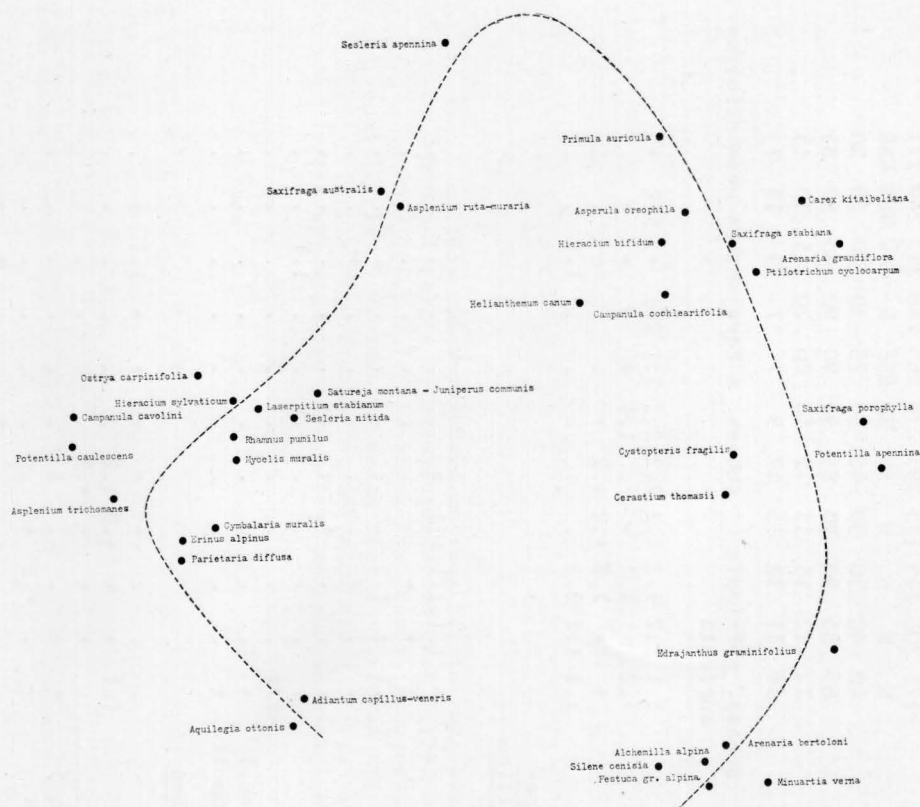 Sesleria apennina
Primula auricula
Saxifraga australis
Asplenium ruta-muraria
Carex kitaibeliana
Asperula oreophila
Hieracium bifidum
Saxifraga stabiana
Arenaria grandiflora
Ptilotrichum cyclocarpum
Helianthemum canum
Campanula cochlearifolia
Ostrya carpinifolia
Satureja montana - Juniperus communis
Hieracium sylvaticum
Laserpitium stabianum
Campanula cavolini
Sesleria nitida
Saxifraga porophylla
Rhamnus pumilus
Potentilla caulescens
Mycelis muralis
Cystopteris fragilis
Potentilla apennina
Asplenium trichomanes
Cerastium thomasii
Cymbalaria muralis
Erinus alpinus
Parietaria diffusa
Edrajanthus graminifolius
Adiantum capillus-veneris
Aquilegia ottonis
Arenaria bertoloni
Alchemilla alpina
Silene cenisia
Festuca gr. alpina
Minuartia verna